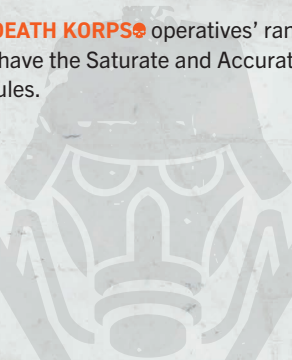 DEATH KORPS operatives’ ran
have the Saturate and Accurat
ules.